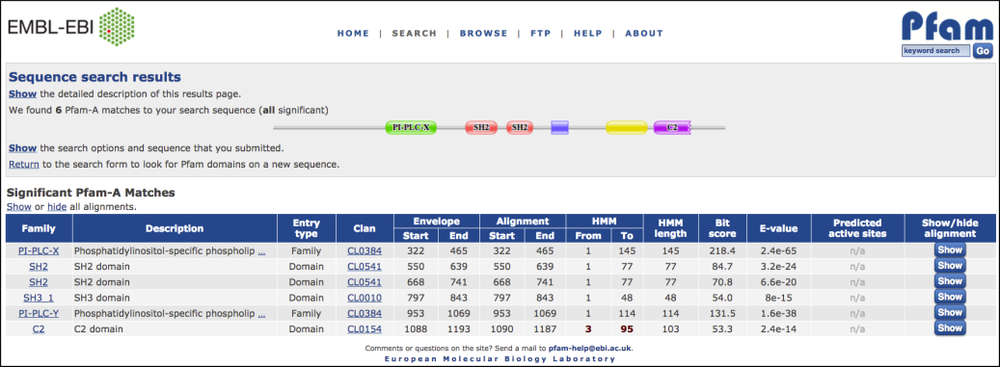 EMBL-EBI
HOME | SEARCH | BROWSE | FTP | HELP | ABOUT
Pfam
keyword search Go
Sequence search results
Show the detailed description of this results page.
We found 6 Pfam-A matches to your search sequence (all significant)
PI-PLC-X SH2 SH2 C2
Show the search options and sequence that you submitted.
Return to the search form to look for Pfam domains on a new sequence.
Significant Pfam-A Matches
Show or hide all alignments.
Family Description Entry type Clan Envelope Alignment HMM HMM length Bit score E-value Predicted active sites Show/hide alignment
Start End Start End From To
PI-PLC-X Phosphatidylinositol-specific phospholip ... Family CL0384 322 465 322 465 1 145 145 218.4 2.4e-65 n/a Show
SH2 SH2 domain Domain CL0541 550 639 550 639 1 77 77 84.7 3.2e-24 n/a Show
SH2 SH2 domain Domain CL0541 668 741 668 741 1 77 77 70.8 6.6e-20 n/a Show
SH3_1 SH3 domain Domain CL0010 797 843 797 843 1 48 48 54.0 8e-15 n/a Show
PI-PLC-Y Phosphatidylinositol-specific phospholip ... Family CL0384 953 1069 953 1069 1 114 114 131.5 1.6e-38 n/a Show
C2 C2 domain Domain CL0154 1088 1193 1090 1187 3 95 103 53.3 2.4e-14 n/a Show
Comments or questions on the site? Send a mail to pfam-help@ebi.ac.uk.
European Molecular Biology Laboratory